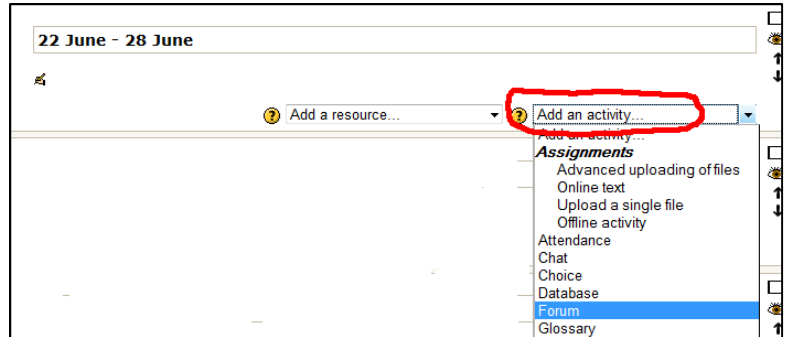 22 June - 28 June
? Add a resource... ? Add an activity...
Add an activity...
Assignments
Advanced uploading of files
Online text
Upload a single file
Offline activity
Attendance
Chat
Choice
Database
Forum
Glossary